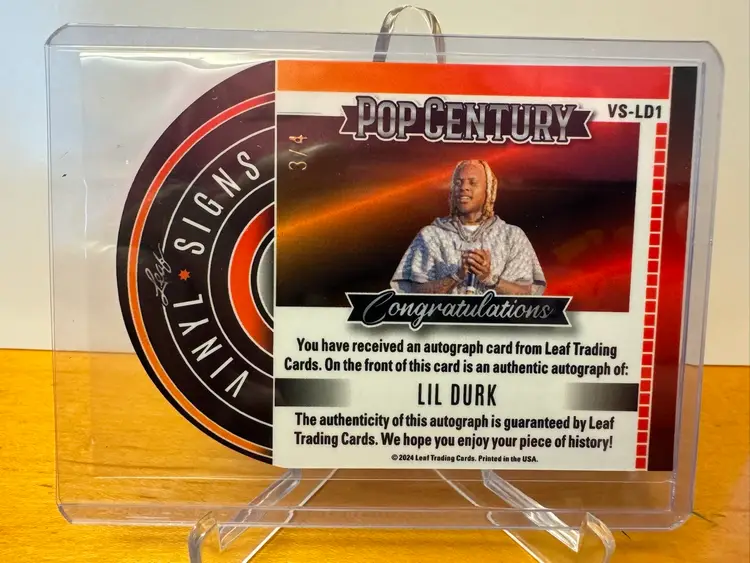 POP CENTURY
VS-LD1
3/4
Leaf
VINYL * SIGNS
Congratulations
You have received an autograph card from Leaf Trading
Cards. On the front of this card is an authentic autograph of:
LIL DURK
The authenticity of this autograph is guaranteed by Leaf
Trading Cards. We hope you enjoy your piece of history!
© 2024 Leaf Trading Cards. Printed in the USA.